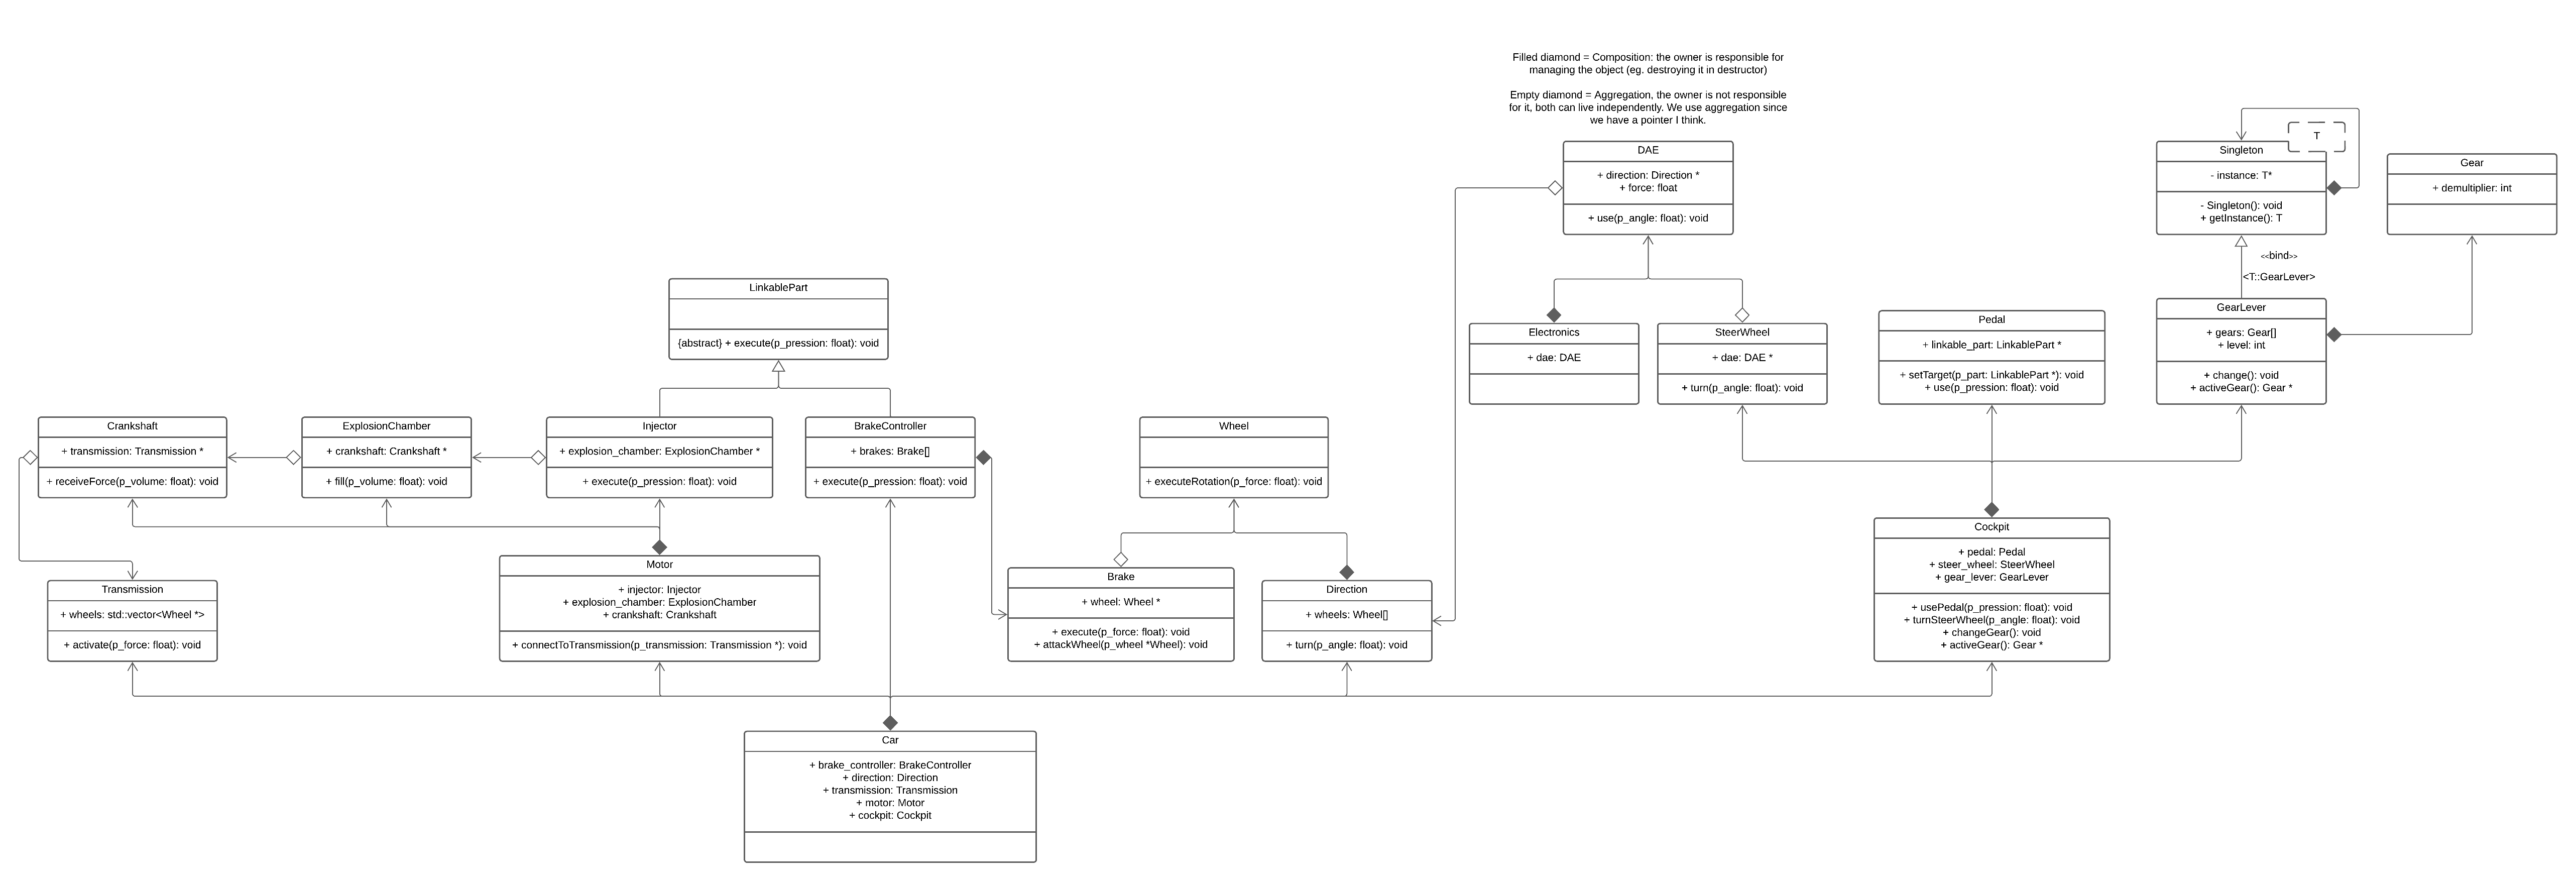 Filled diamond = Composition: the owner is responsible for
managing the object (eg. destroying it in destructor)
Empty diamond = Aggregation, the owner is not responsible
for it, both can live independently. We use aggregation since
we have a pointer I think.
DAE
+ direction: Direction *
+ force: float
+ use(p_angle: float): void
T
Singleton
- instance: T*
- Singleton(): void
+ getInstance(): T
Gear
+ demultiplier: int
<<bind>>
<T::GearLever>
LinkablePart
{abstract} + execute(p_pression: float): void
Electronics
+ dae: DAE
SteerWheel
+ dae: DAE *
+ turn(p_angle: float): void
Pedal
+ linkable_part: LinkablePart *
+ setTarget(p_part: LinkablePart *): void
+ use(p_pression: float): void
GearLever
+ gears: Gear[]
+ level: int
+ change(): void
+ activeGear(): Gear *
Crankshaft
+ transmission: Transmission *
+ receiveForce(p_volume: float): void
ExplosionChamber
+ crankshaft: Crankshaft *
+ fill(p_volume: float): void
Injector
+ explosion_chamber: ExplosionChamber *
+ execute(p_pression: float): void
BrakeController
+ brakes: Brake[]
+ execute(p_pression: float): void
Wheel
+ executeRotation(p_force: float): void
Transmission
+ wheels: std::vector<Wheel *>
+ activate(p_force: float): void
Motor
+ injector: Injector
+ explosion_chamber: ExplosionChamber
+ crankshaft: Crankshaft
+ connectToTransmission(p_transmission: Transmission *): void
Brake
+ wheel: Wheel *
+ execute(p_force: float): void
+ attackWheel(p_wheel *Wheel): void
Direction
+ wheels: Wheel[]
+ turn(p_angle: float): void
Cockpit
+ pedal: Pedal
+ steer_wheel: SteerWheel
+ gear_lever: GearLever
+ usePedal(p_pression: float): void
+ turnSteerWheel(p_angle: float): void
+ changeGear(): void
+ activeGear(): Gear *
Car
+ brake_controller: BrakeController
+ direction: Direction
+ transmission: Transmission
+ motor: Motor
+ cockpit: Cockpit